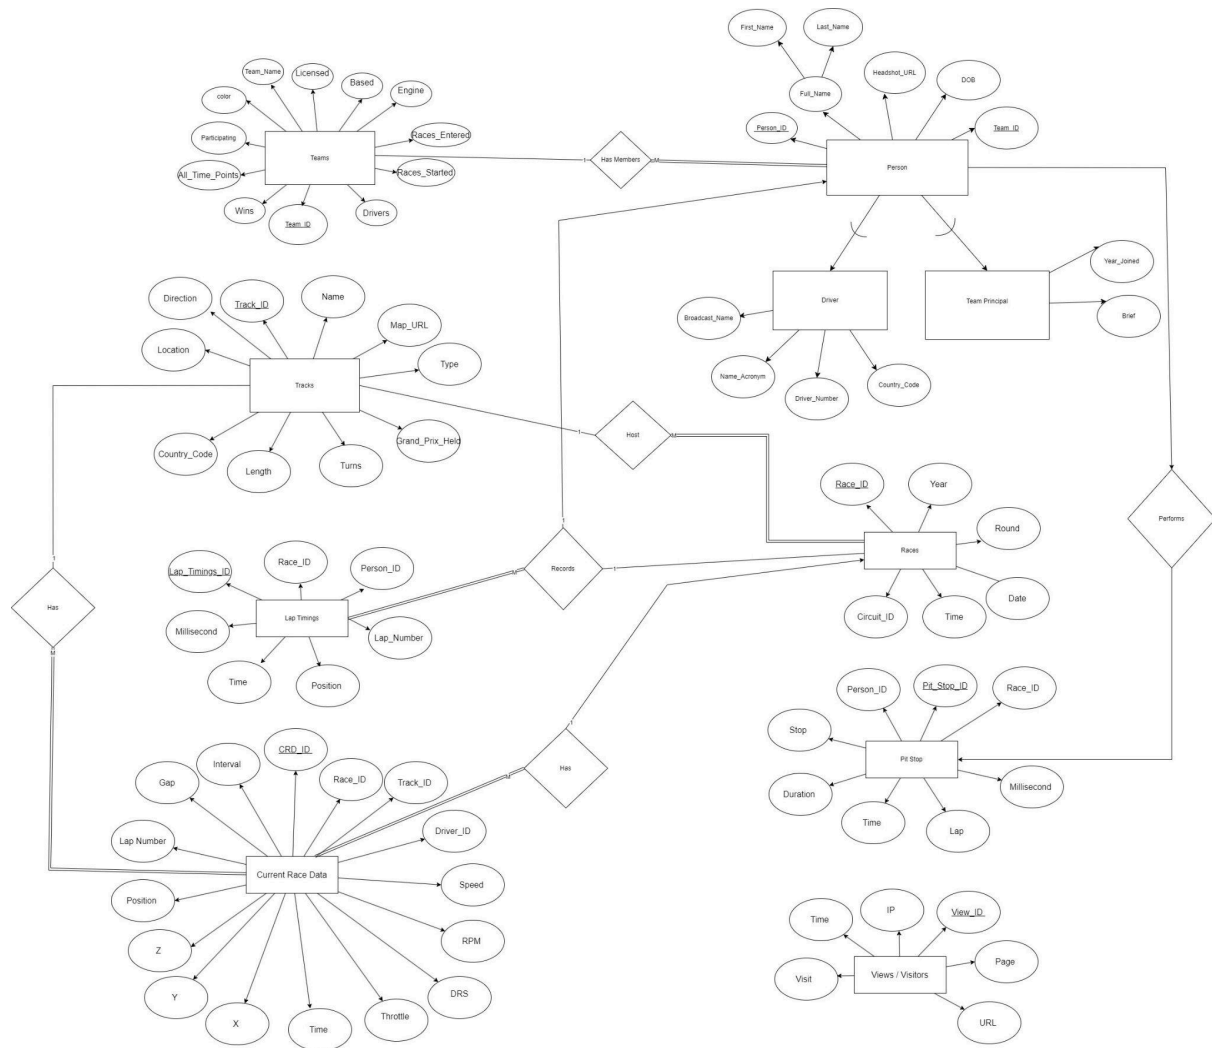 First_Name
Last_Name
Team_Name
Licensed
Based
Engine
color
Headshot_URL
DOB
Full_Name
Participating
Races_Entered
Person_ID
Team_ID
Teams
1
Has Members
M
Person
All_Time_Points
Races_Started
Wins
Team_ID
Drivers
Direction
Track_ID
Name
Map_URL
Location
Type
Tracks
Country_Code
Length
Turns
Grand_Prix_Held
Driver
Team Principal
Year_Joined
Brief
Broadcast_Name
Name_Acronym
Driver_Number
Country_Code
1
Host
M
Race_ID
Year
Round
Races
Circuit_ID
Time
Date
Performs
1
Lap_Timings_ID
Race_ID
Person_ID
Lap Timings
M
Records
1
Millisecond
Lap_Number
Time
Position
1
Has
M
Person_ID
Pit_Stop_ID
Race_ID
Stop
Pit Stop
Duration
Millisecond
Time
Lap
1
Has
M
CRD_ID
Interval
Race_ID
Track_ID
Gap
Lap Number
Driver_ID
Current Race Data
Position
Speed
Z
RPM
Y
DRS
X
Time
Throttle
Time
IP
View_ID
Visit
Views / Visitors
Page
URL